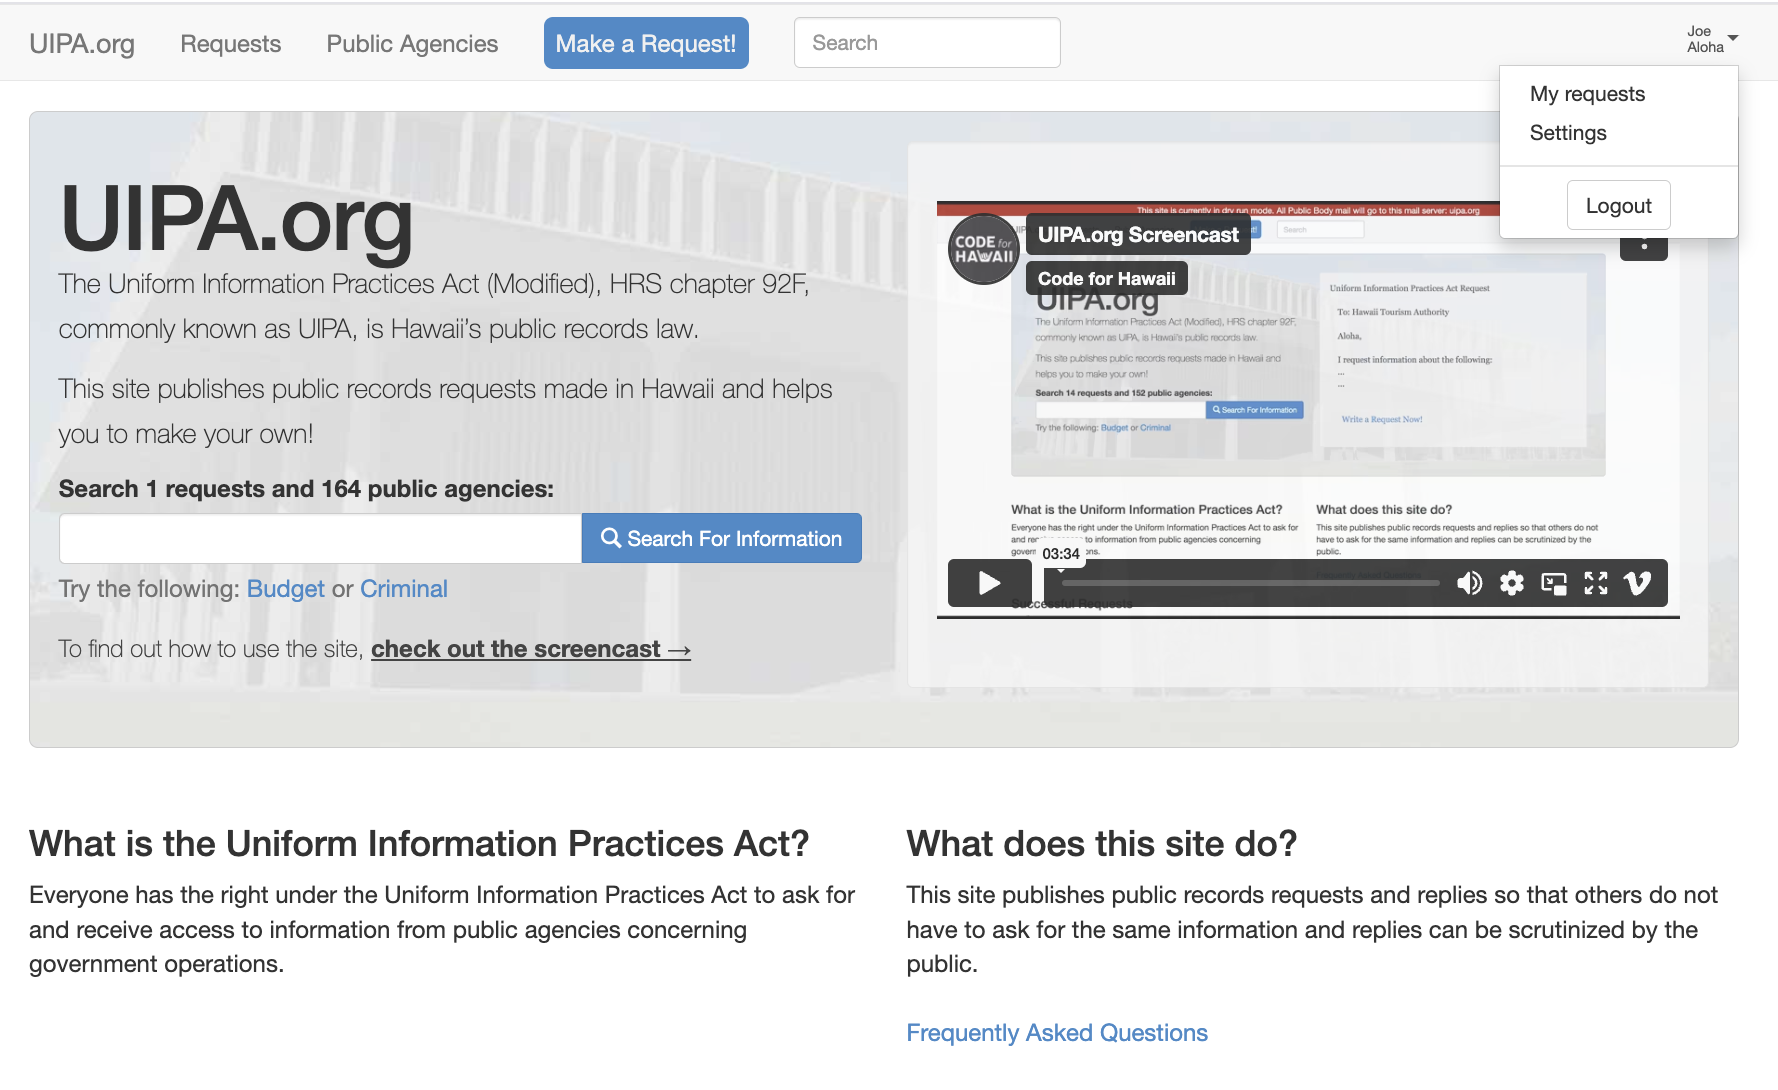 UIPA.org
Requests
Public Agencies
Make a Request!
Search
Joe
Aloha
My requests
Settings
Logout
UIPA.org
The Uniform Information Practices Act (Modified), HRS chapter 92F,
commonly known as UIPA, is Hawaii’s public records law.
This site publishes public records requests made in Hawaii and helps
you to make your own!
Search 1 requests and 164 public agencies:
Search For Information
Try the following: Budget or Criminal
To find out how to use the site, check out the screencast →
This site is currently in dry run mode. All Public Body mail will go to this mail server: uipa.org
Search
CODE for
HAWAII
UIPA.org Screencast
Code for Hawaii
UIPA.org
The Uniform Information Practices Act (Modified), HRS chapter 92F,
commonly known as UIPA, is Hawaii's public records law.
This site publishes public records requests made in Hawaii and
helps you to make your own!
Search 14 requests and 152 public agencies:
Search For Information
Try the following: Budget or Criminal
Uniform Information Practices Act Request
To: Hawaii Tourism Authority
Aloha,
I request information about the following:
...
...
Write a Request Now!
What is the Uniform Information Practices Act?
Everyone has the right under the Uniform Information Practices Act to ask for
and to information from public agencies concerning
What does this site do?
This site publishes public records requests and replies so that others do not
have to ask for the same information and replies can be scrutinized by the
public.
Frequently Asked Questions
03:34
Successful Requests
What is the Uniform Information Practices Act?
Everyone has the right under the Uniform Information Practices Act to ask for
and receive access to information from public agencies concerning
government operations.
What does this site do?
This site publishes public records requests and replies so that others do not
have to ask for the same information and replies can be scrutinized by the
public.
Frequently Asked Questions